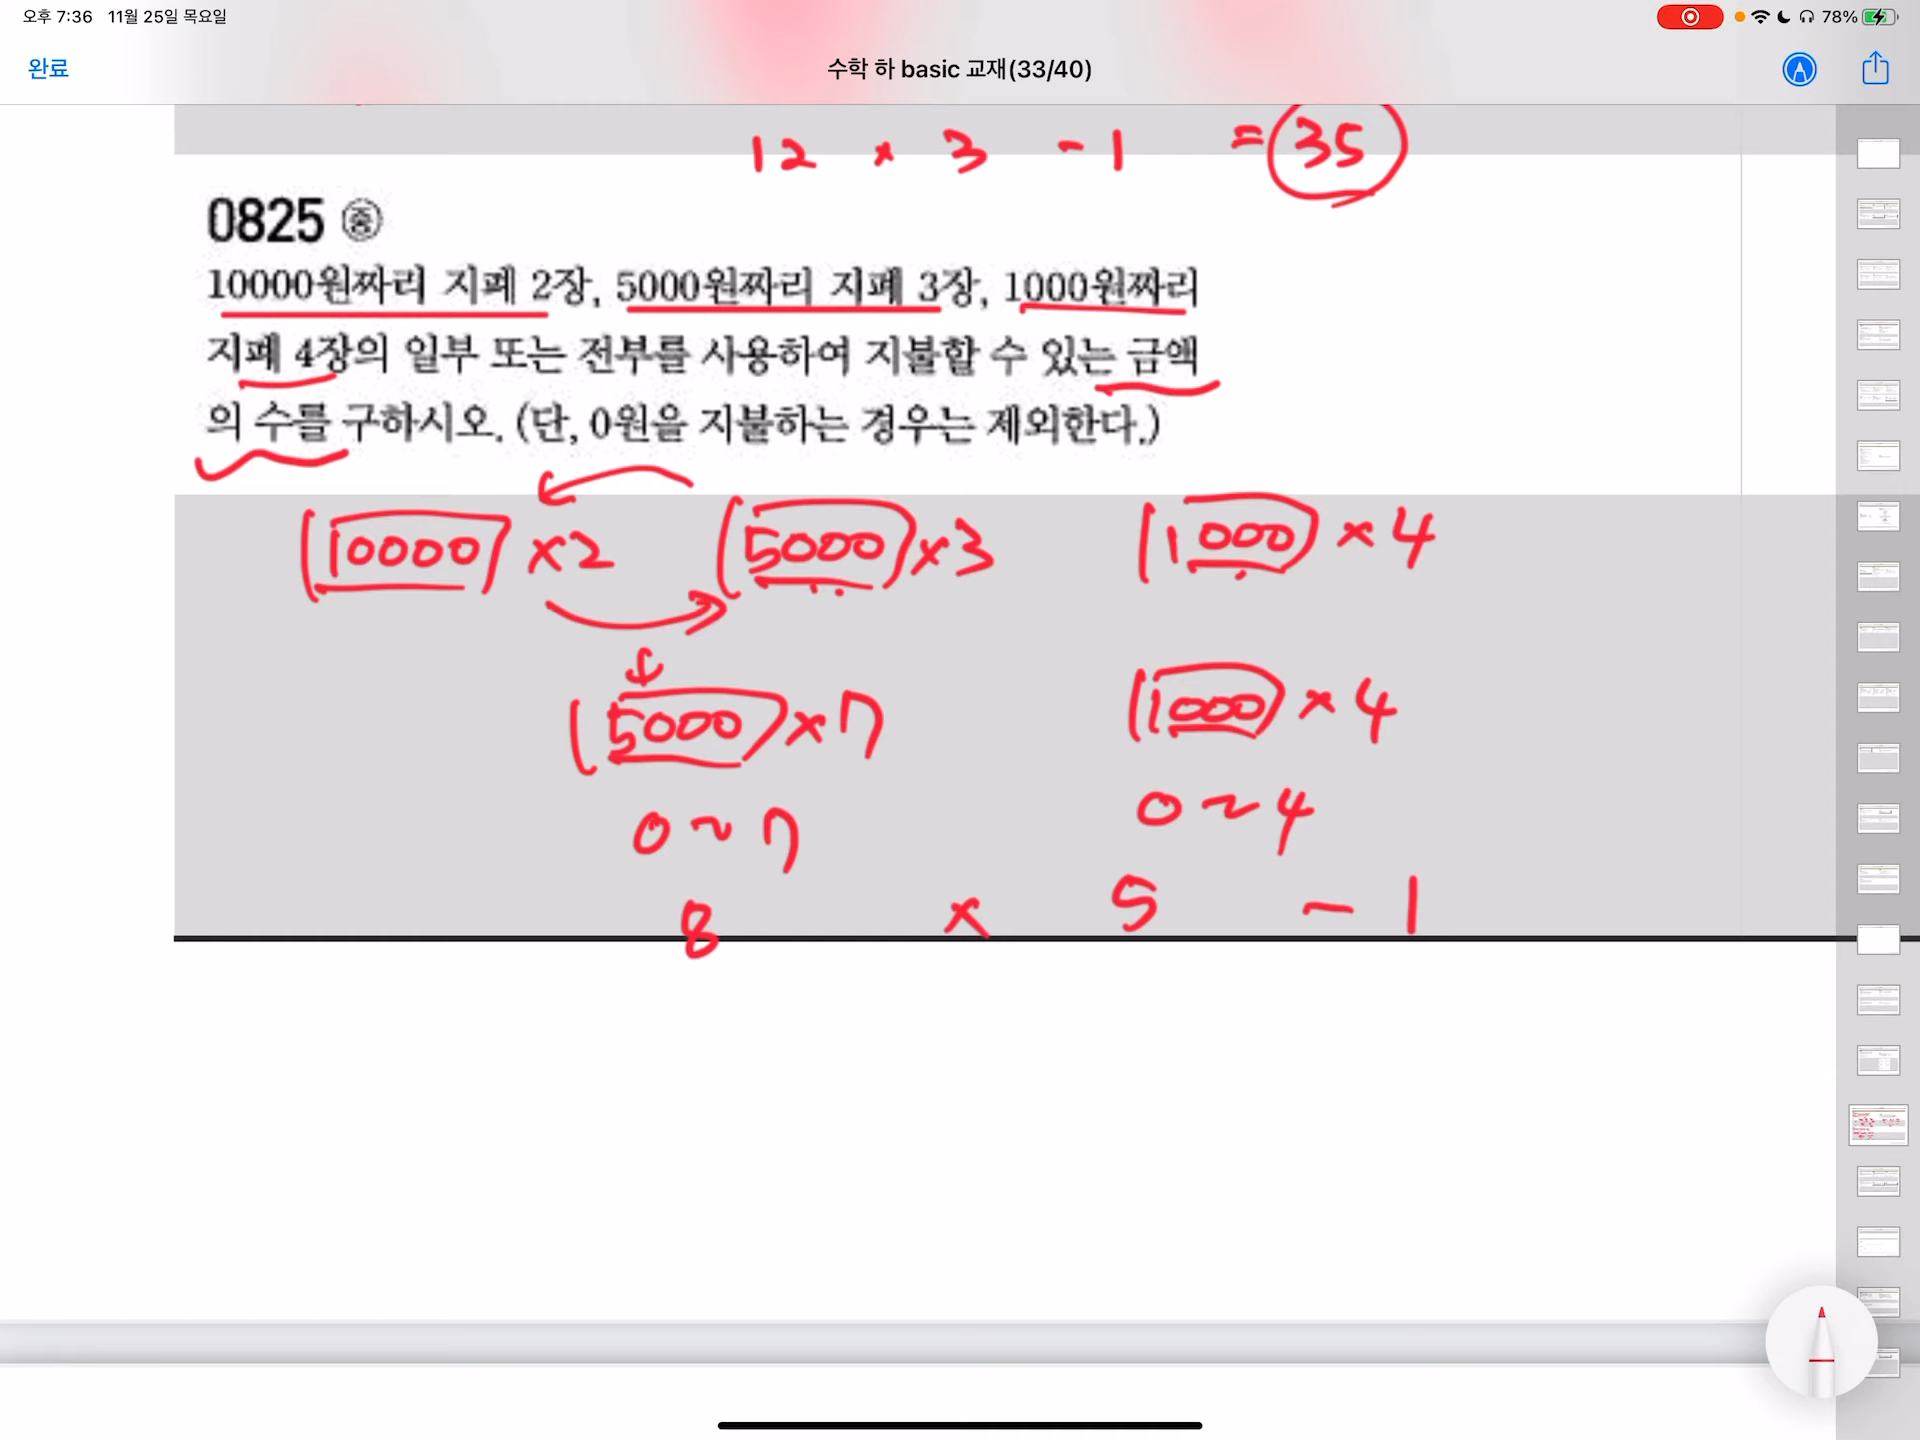 오후 7:36 11월 25일 목요일
78%
완료
수학 하 basic 교재(33/40)
12 × 3 - 1 = 35
0825 중
10000원짜리 지폐 2장, 5000원짜리 지폐 3장, 1000원짜리
지폐 4장의 일부 또는 전부를 사용하여 지불할 수 있는 금액
의 수를 구하시오. (단, 0원을 지불하는 경우는 제외한다.)
10000 ×2 5000 ×3 1000 ×4
5000 ×7 1000 ×4
0~7 0~4
8 × 5 - 1